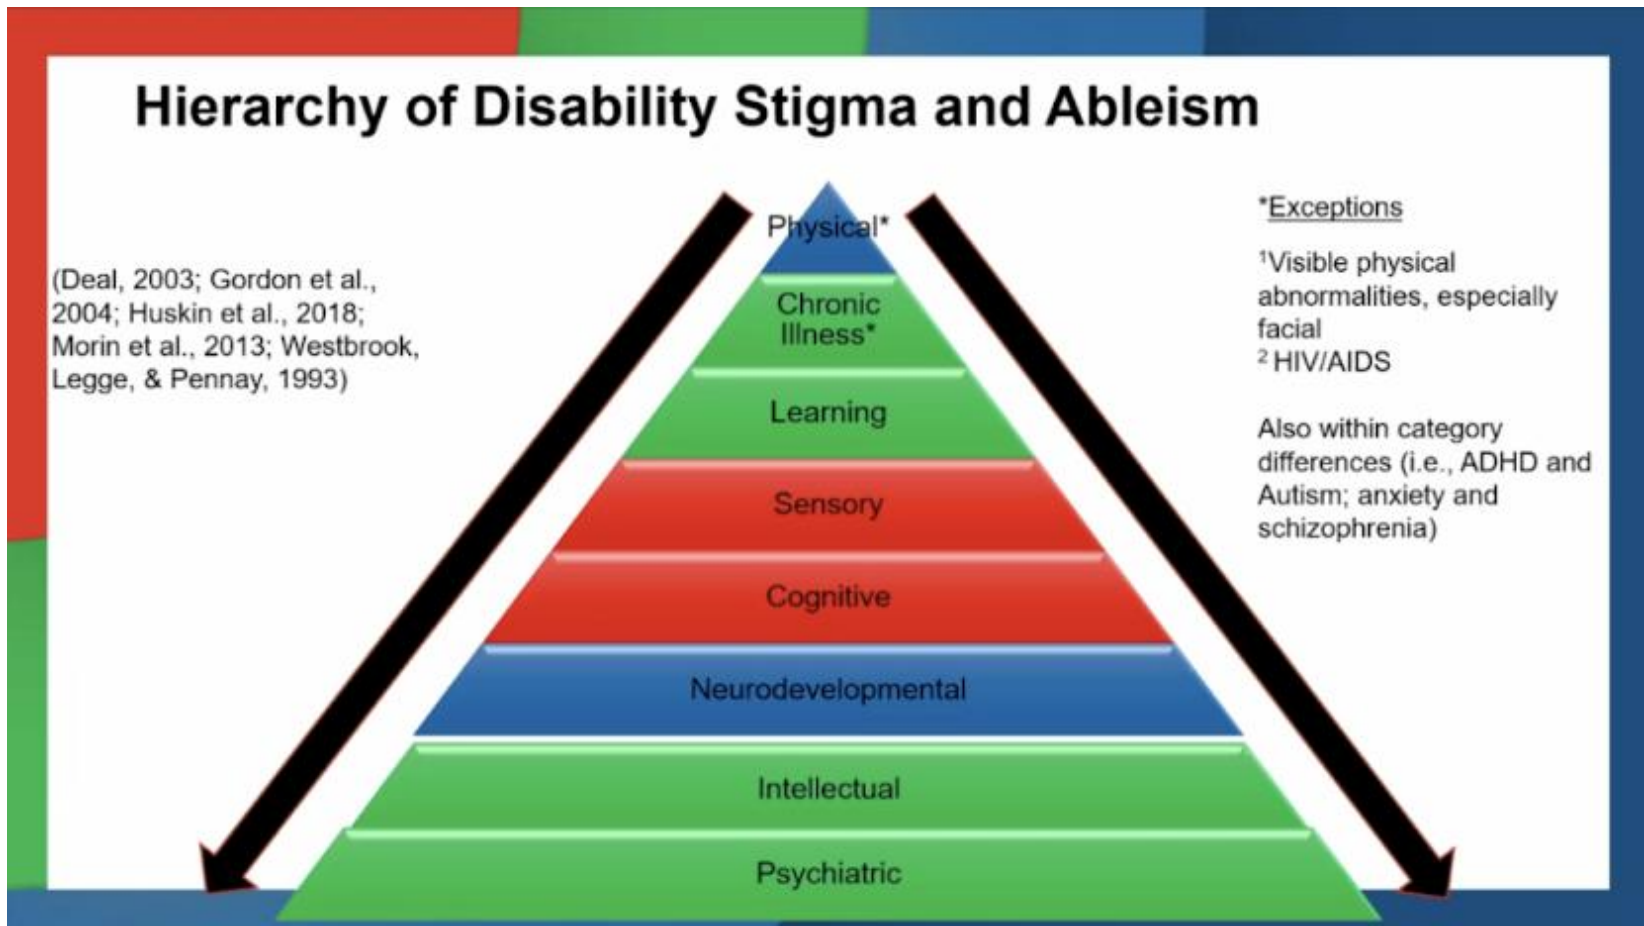 Hierarchy of Disability Stigma and Ableism
(Deal, 2003; Gordon et al.,
2004; Huskin et al., 2018;
Morin et al., 2013; Westbrook,
Legge, & Pennay, 1993)
Physical*
Chronic
Illness*
Learning
Sensory
Cognitive
Neurodevelopmental
Intellectual
Psychiatric
*Exceptions
¹Visible physical
abnormalities, especially
facial
² HIV/AIDS
Also within category
differences (i.e., ADHD and
Autism; anxiety and
schizophrenia)